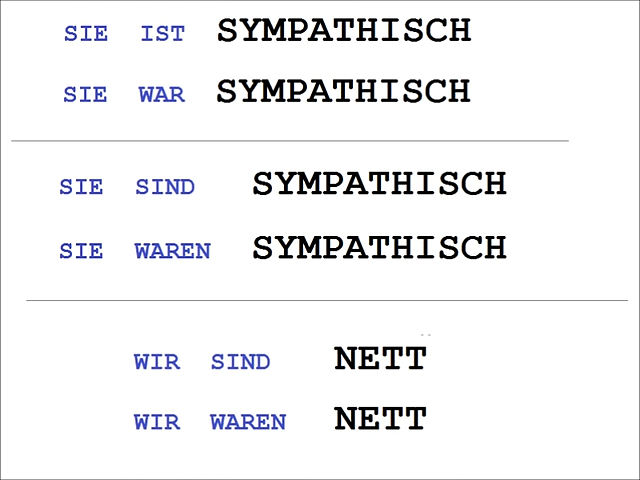 SIE IST SYMPATHISCH
SIE WAR SYMPATHISCH
SIE SIND SYMPATHISCH
SIE WAREN SYMPATHISCH
WIR SIND NETT
WIR WAREN NETT